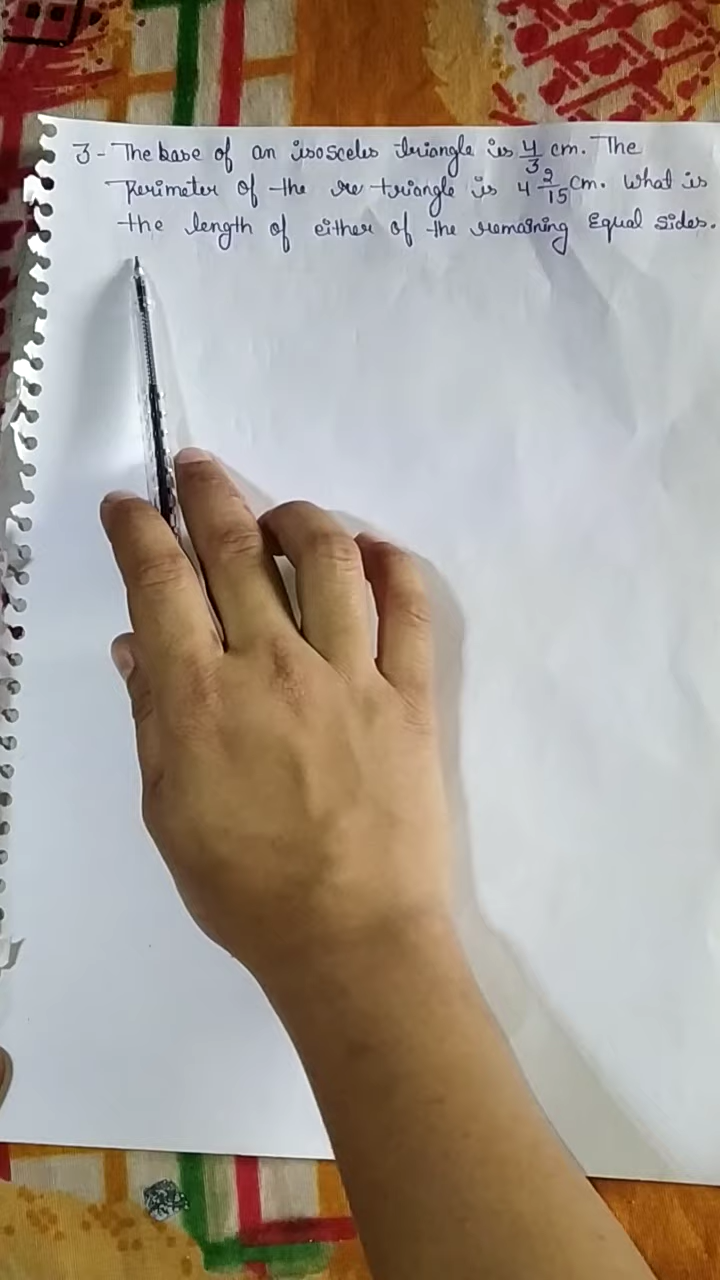 3- The base of an isosceles triangle is 4/3 cm. The
Perimeter of the re triangle is 4 2/15 cm. What is
the length of either of the remaining Equal sides.